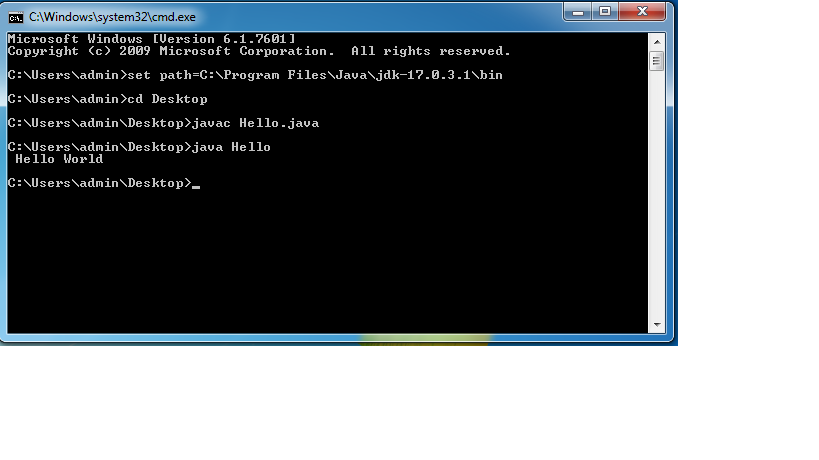 C:\Windows\system32\cmd.exe
Microsoft Windows [Version 6.1.7601]
Copyright (c) 2009 Microsoft Corporation.  All rights reserved.
C:\Users\admin>set path=C:\Program Files\Java\jdk-17.0.3.1\bin
C:\Users\admin>cd Desktop
C:\Users\admin\Desktop>javac Hello.java
C:\Users\admin\Desktop>java Hello
 Hello World
C:\Users\admin\Desktop>_